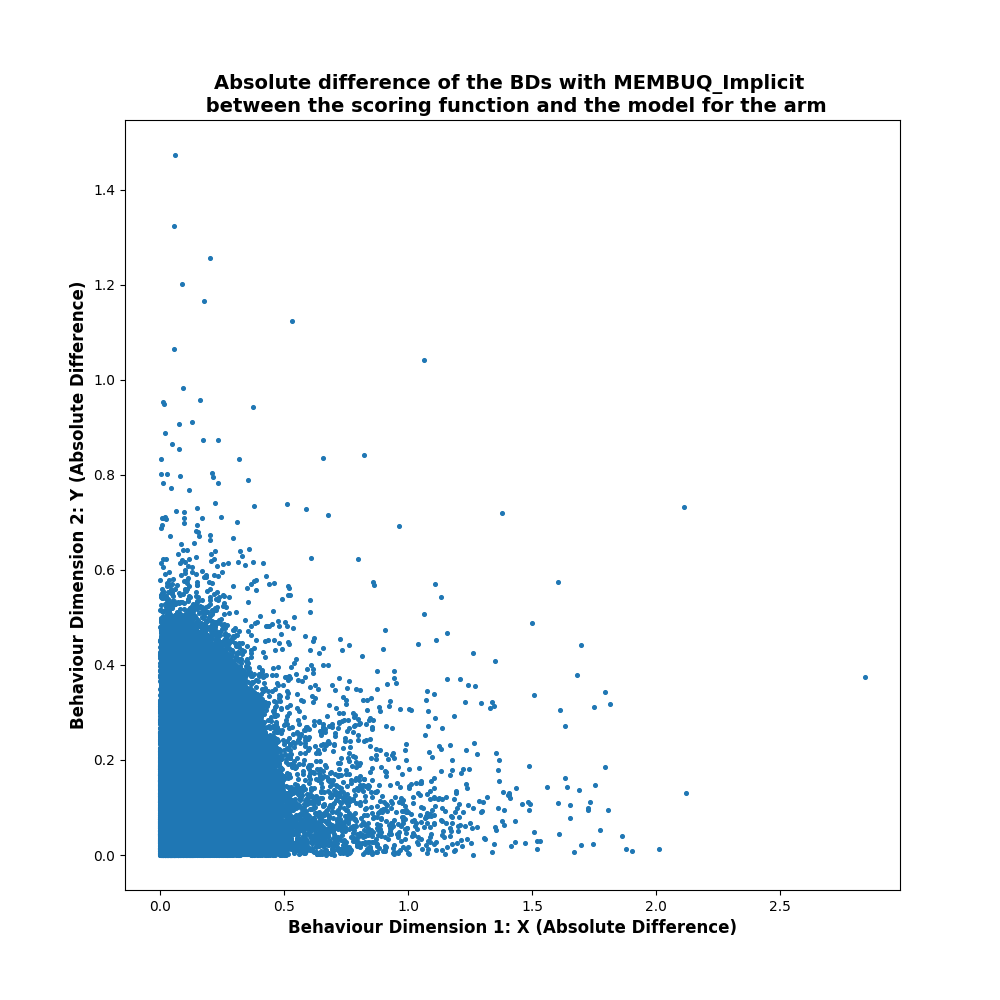 Absolute difference of the BDs with MEMBUQ_Implicit
between the scoring function and the model for the arm
Behaviour Dimension 2: Y (Absolute Difference)
1.4
1.2
1.0
0.8
0.6
0.4
0.2
0.0
0.0 0.5 1.0 1.5 2.0 2.5
Behaviour Dimension 1: X (Absolute Difference)